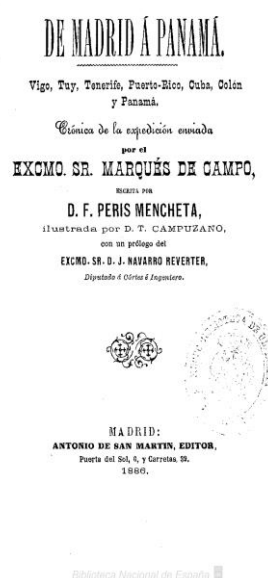 DE MADRID Á PANAMÁ.
Vigo, Tuy, Tenerife, Puerto-Rico, Cuba, Colón
y Panamá.
Crónica de la expedición enviada
por el
EXCMO. SR. MARQUÉS DE CAMPO,
ESCRITA POR
D. F. PERIS MENCHETA,
ilustrada por D. T. CAMPUZANO,
con un prólogo del
EXCMO. SR. D. J. NAVARRO REVERTER,
Diputado á Córtes é Ingeniero.
MADRID:
ANTONIO DE SAN MARTIN, EDITOR,
Puerta del Sol, 6, y Carretas, 39.
1886.
Biblioteca Nacional de España